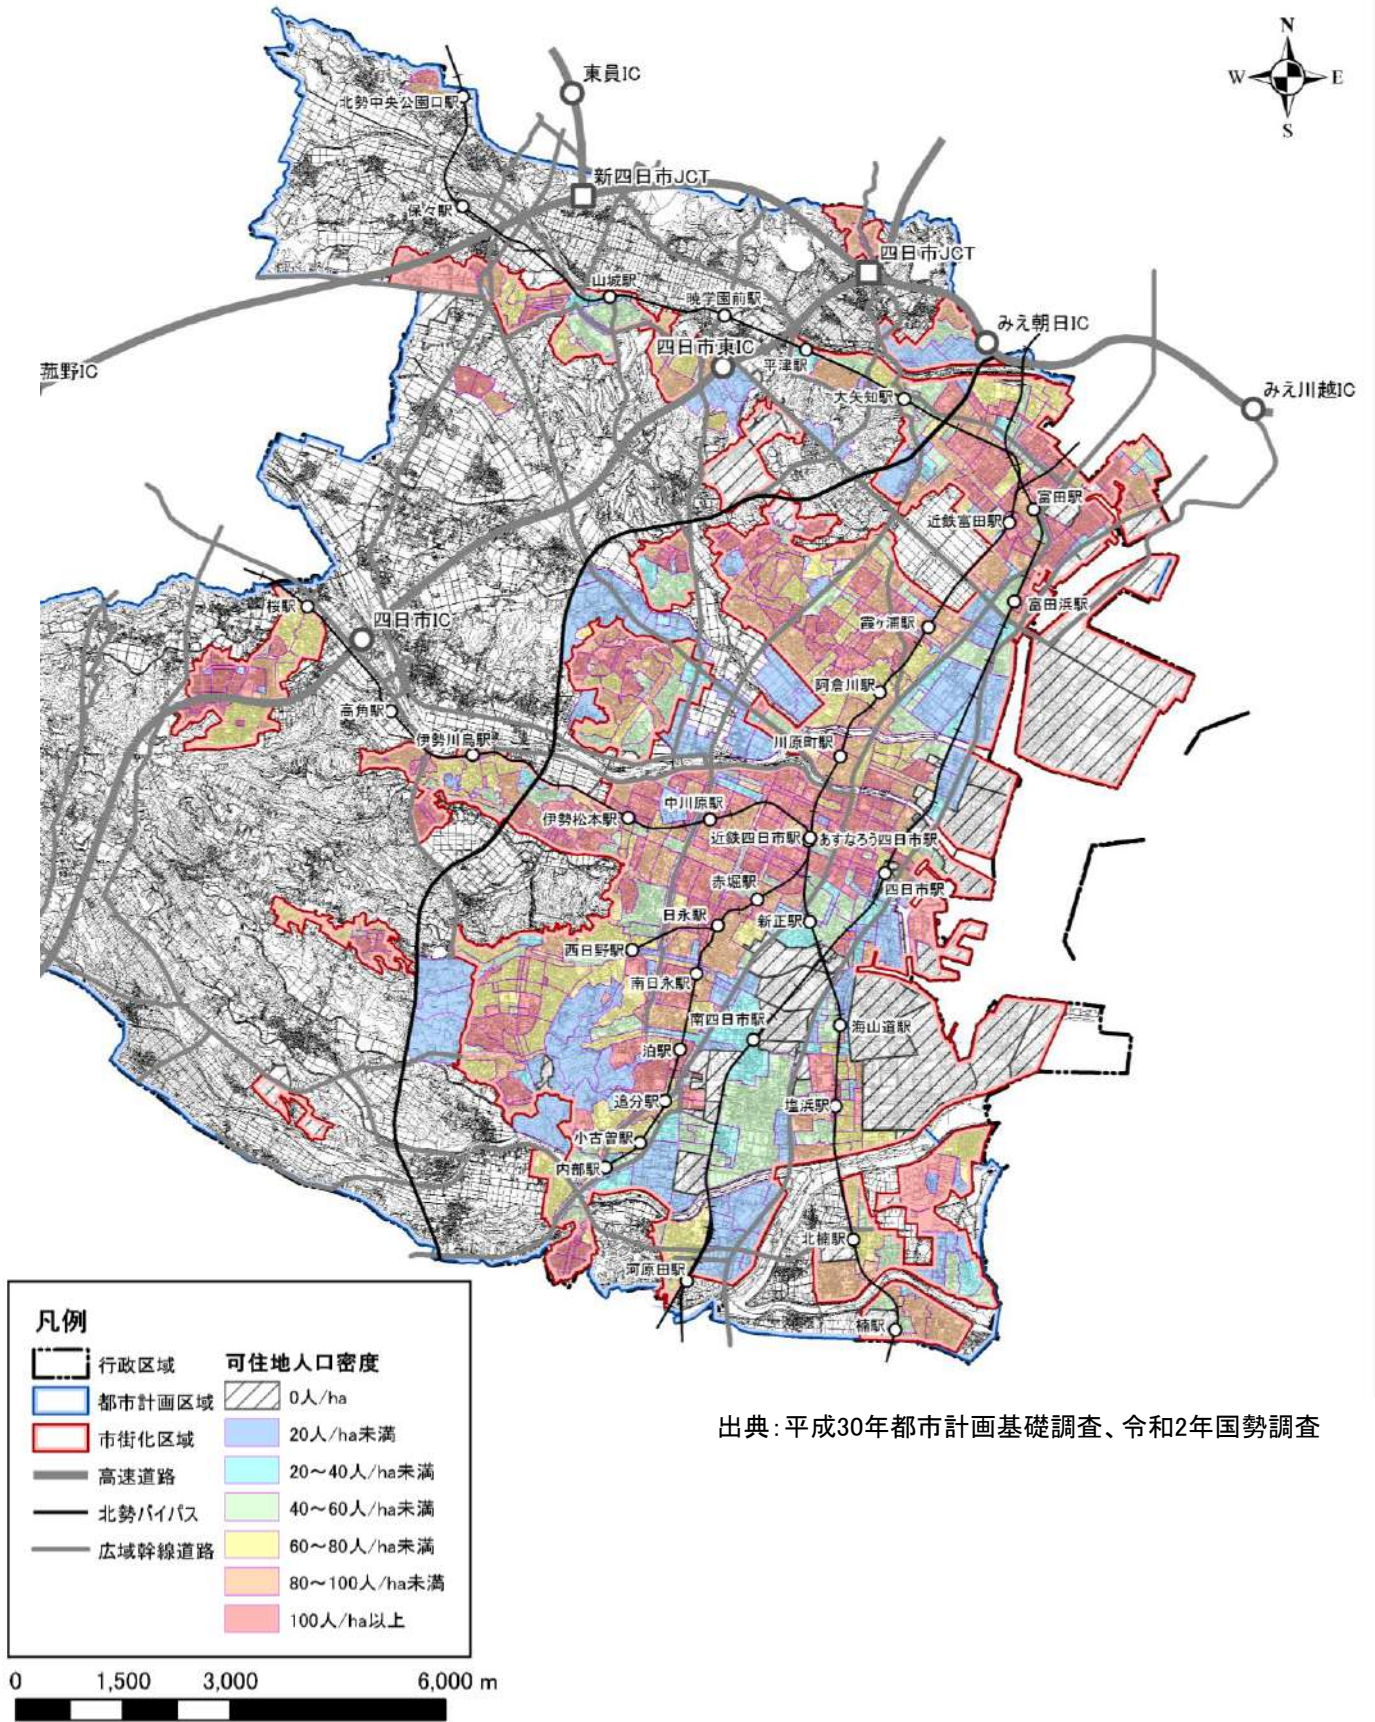 N
W E
S
東員IC
北勢中央公園口駅
新四日市JCT
保々駅
四日市JCT
山城駅
暁学園前駅
みえ朝日IC
四日市東IC
平津駅
菰野IC
みえ川越IC
大矢知駅
富田駅
近鉄富田駅
桜駅
四日市IC
富田浜駅
霞ヶ浦駅
阿倉川駅
高角駅
伊勢川島駅
川原町駅
中川原駅
伊勢松本駅
近鉄四日市駅
あすなろう四日市駅
四日市駅
赤堀駅
日永駅
新正駅
西日野駅
南日永駅
南四日市駅
海山道駅
泊駅
追分駅
塩浜駅
小古曽駅
内部駅
北楠駅
河原田駅
楠駅
凡例
行政区域
都市計画区域
市街化区域
高速道路
北勢バイパス
広域幹線道路
可住地人口密度
0人/ha
20人/ha未満
20～40人/ha未満
40～60人/ha未満
60～80人/ha未満
80～100人/ha未満
100人/ha以上
出典：平成30年都市計画基礎調査、令和2年国勢調査
0 1,500 3,000 6,000 m